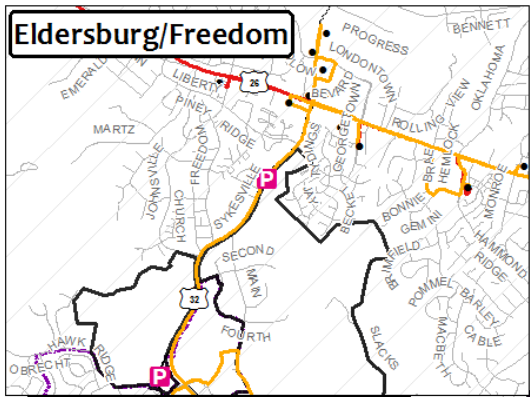 Eldersburg/Freedom
PROGRESS
BENNETT
LONDONTOWN
OKLAHOMA
EMERALD
LIBERTY
26
BEVARD
PINEY RIDGE
ROLLING VIEW
MARTZ
FREEDOM
JOHNSVILLE
GEORGETOWN
BRAE
HEMLOCK
MONROE
P
JAY
BECKET
CHURCH
SYKESVILLE
BONNIE
GEMINI
HAMMOND
RIDGE
SECOND
MAIN
BRIMFIELD
POMMEL
BARLEY
CABLE
MACBETH
32
FOURTH
SLACKS
HAWK RIDGE
OBRECHT
P